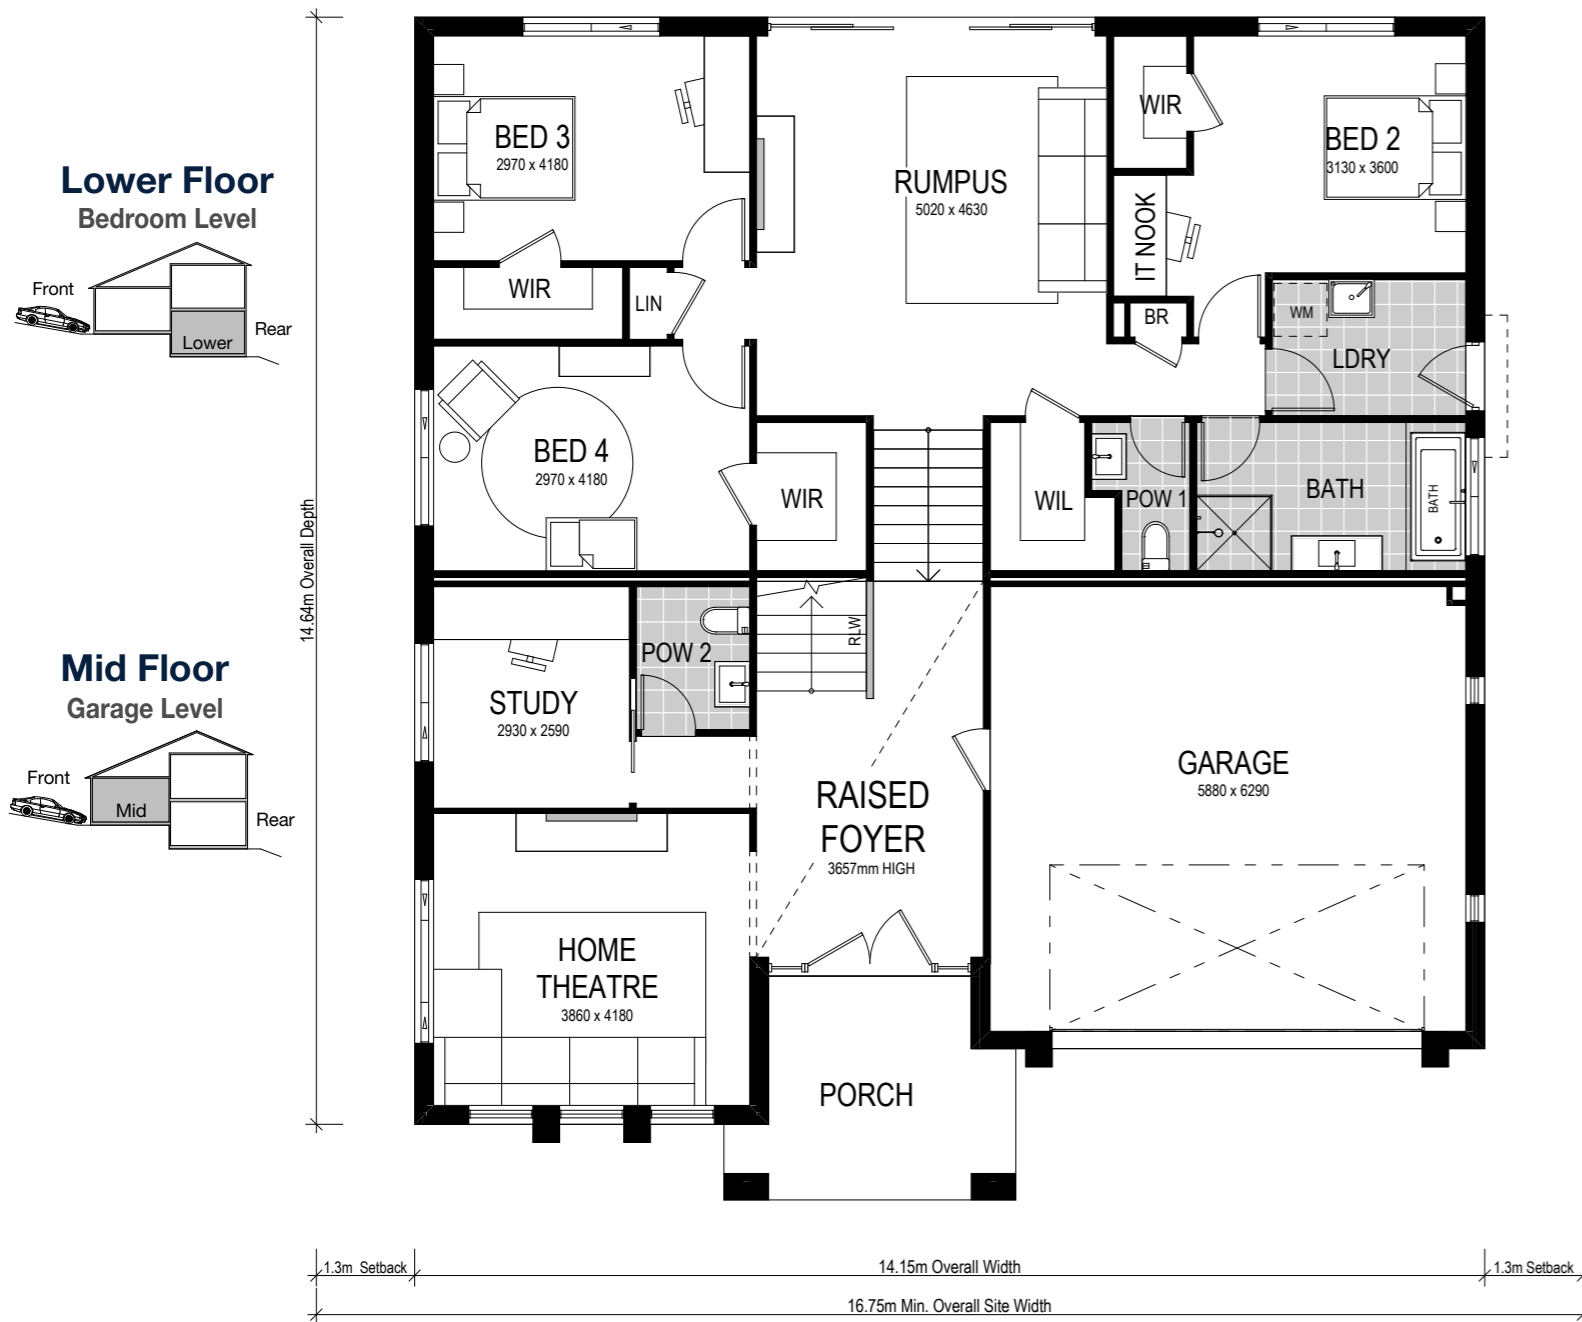 Lower Floor
Bedroom Level
Front
Lower
Rear
Mid Floor
Garage Level
Front
Mid
Rear
14.64m Overall Depth
BED 3
2970 x 4180
WIR
LIN
RUMPUS
5020 x 4630
WIR
BED 2
3130 x 3600
IT NOOK
BR
WM
LDRY
BED 4
2970 x 4180
WIR
WIL
POW 1
BATH
BATH
STUDY
2930 x 2590
POW 2
RLW
RAISED
FOYER
3657mm HIGH
GARAGE
5880 x 6290
HOME
THEATRE
3860 x 4180
PORCH
1.3m Setback
14.15m Overall Width
1.3m Setback
16.75m Min. Overall Site Width